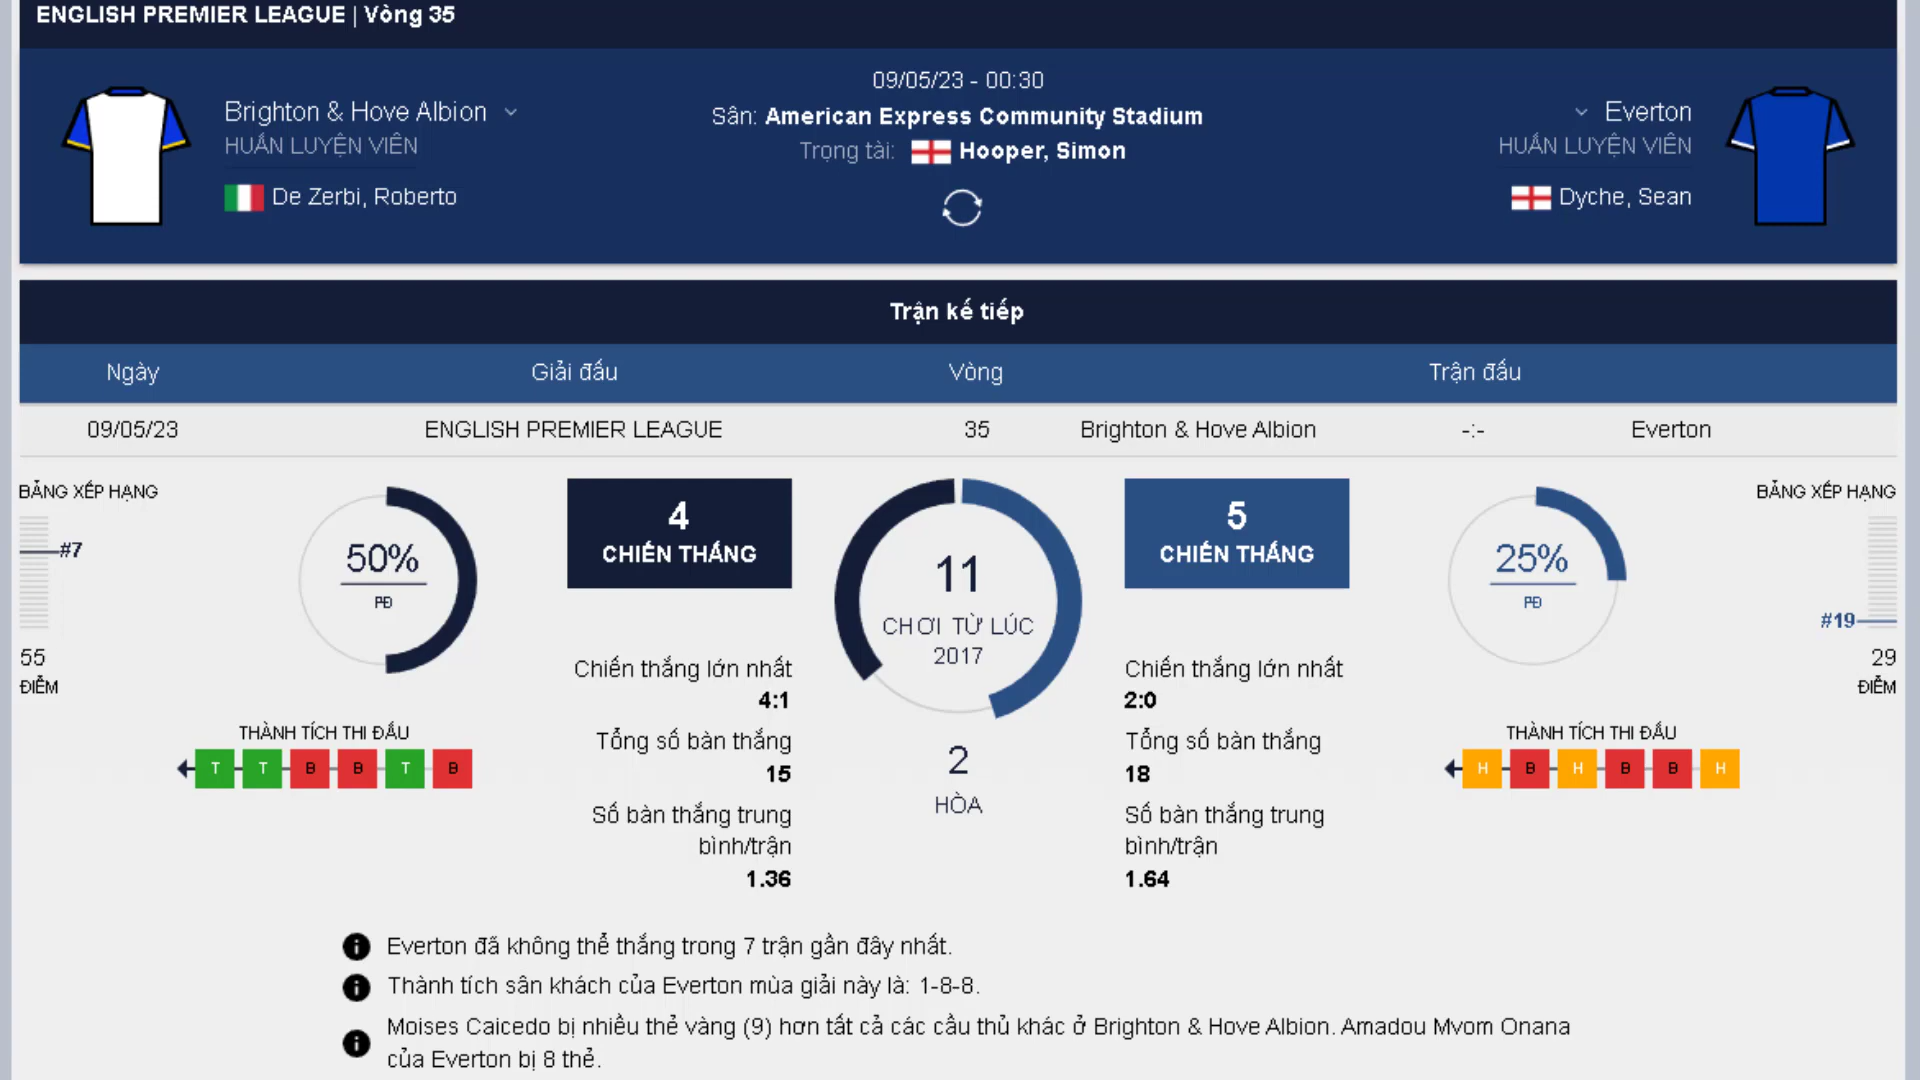 ENGLISH PREMIER LEAGUE | Vòng 35
09/05/23 - 00:30
Brighton & Hove Albion
Sân: American Express Community Stadium
Everton
HUẤN LUYỆN VIÊN
Trọng tài: Hooper, Simon
HUẤN LUYỆN VIÊN
De Zerbi, Roberto
Dyche, Sean
Trận kế tiếp
Ngày Giải đấu Vòng Trận đấu
09/05/23 ENGLISH PREMIER LEAGUE 35 Brighton & Hove Albion -:- Everton
BẢNG XẾP HẠNG
#7
55
ĐIỂM
50%
PĐ
THÀNH TÍCH THI ĐẤU
T T B B T B
4
CHIẾN THẮNG
Chiến thắng lớn nhất
4:1
Tổng số bàn thắng
15
Số bàn thắng trung
bình/trận
1.36
11
CHƠI TỪ LÚC
2017
2
HÒA
5
CHIẾN THẮNG
Chiến thắng lớn nhất
2:0
Tổng số bàn thắng
18
Số bàn thắng trung
bình/trận
1.64
25%
PĐ
THÀNH TÍCH THI ĐẤU
H B H B B H
BẢNG XẾP HẠNG
#19
29
ĐIỂM
Everton đã không thể thắng trong 7 trận gần đây nhất.
Thành tích sân khách của Everton mùa giải này là: 1-8-8.
Moises Caicedo bị nhiều thẻ vàng (9) hơn tất cả các cầu thủ khác ở Brighton & Hove Albion. Amadou Mvom Onana
của Everton bị 8 thẻ.